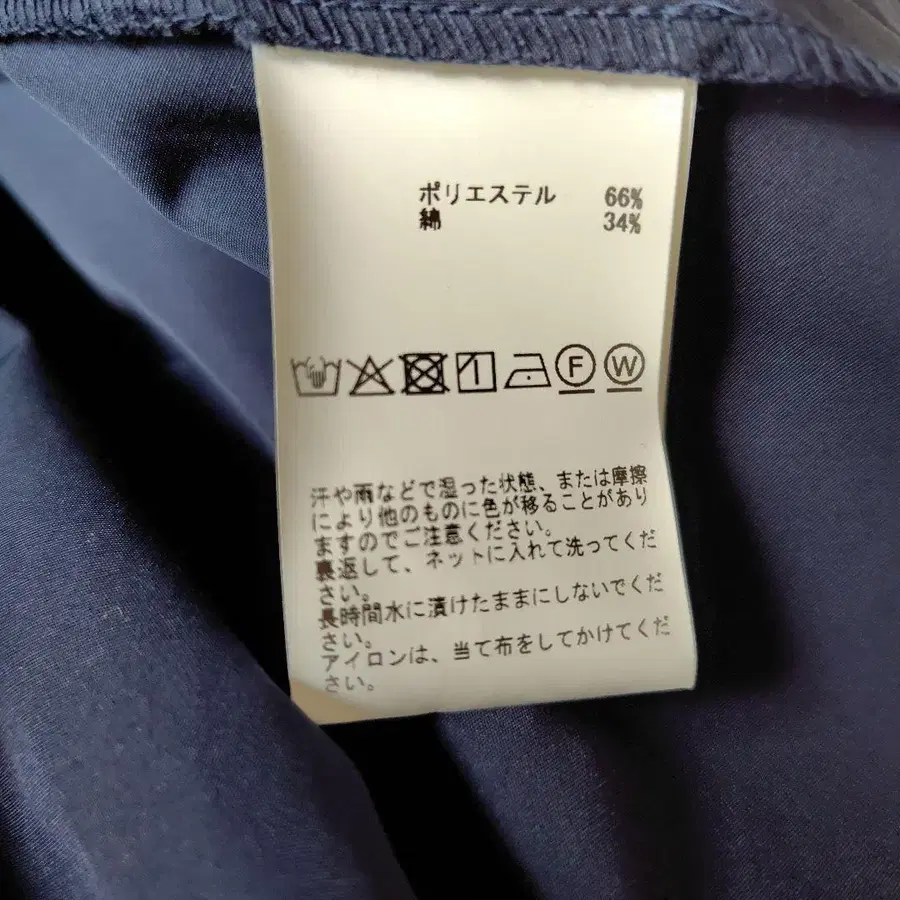 ポリエステル 66%
綿 34%
F W
汗や雨などで湿った状態、または摩擦
により他のものに色が移ることがあり
ますのでご注意ください。
裏返して、ネットに入れて洗ってくだ
さい。
長時間水に漬けたままにしないでくだ
さい。
アイロンは、当て布をしてかけてくだ
さい。